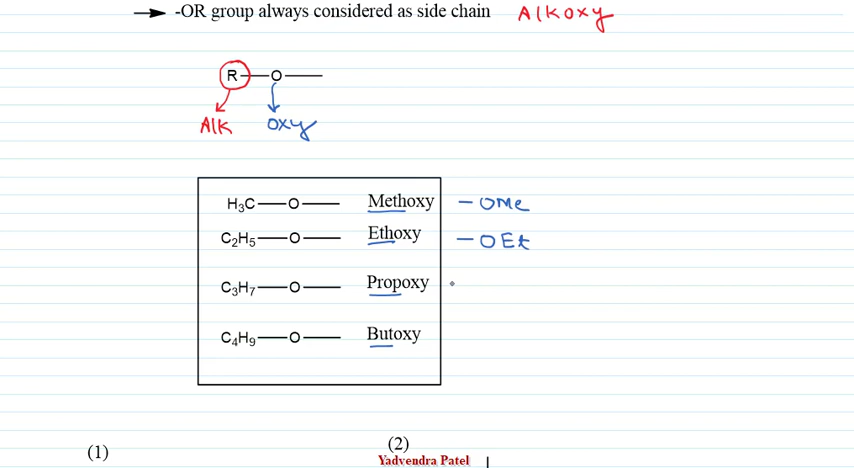 → -OR group always considered as side chain Alkoxy
R—O—
Alk oxy
H₃C—O— Methoxy –OMe
C₂H₅—O— Ethoxy –OEt
C₃H₇—O— Propoxy
C₄H₉—O— Butoxy
(1) (2)
Yadvendra Patel